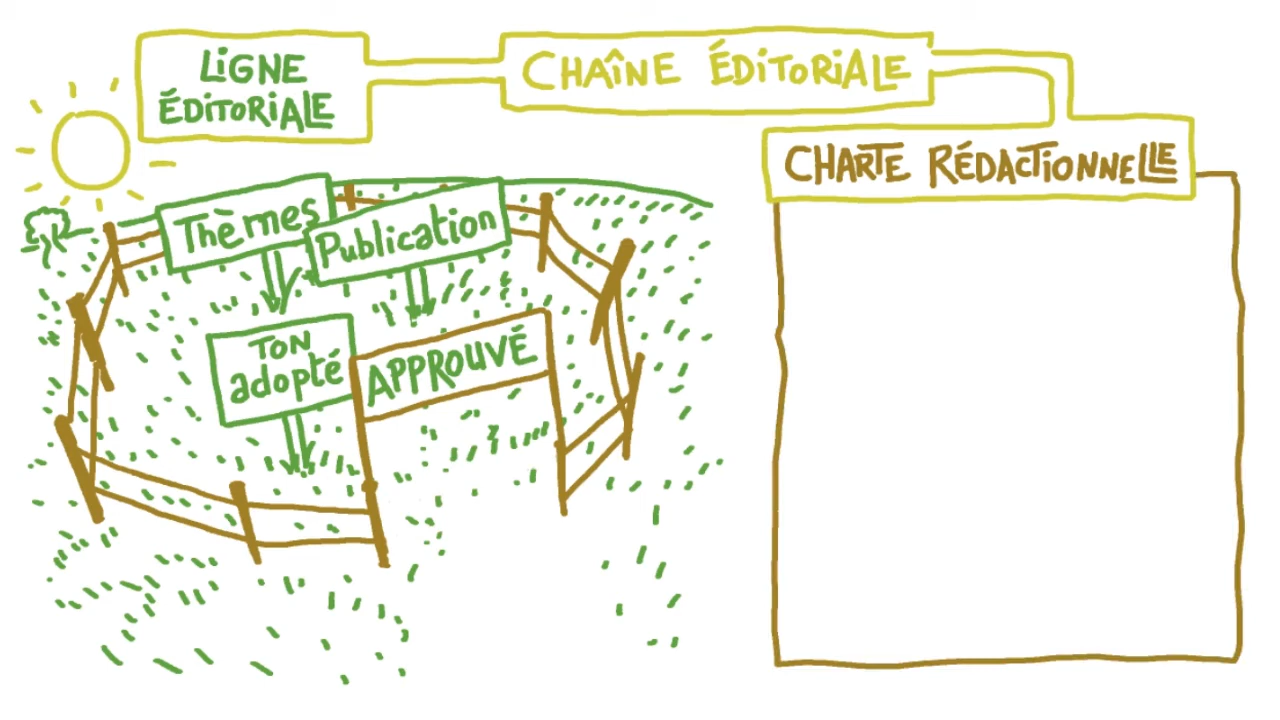 LiGNE
ÉDiTORiALE
CHAÎNE ÉDiTORiALE
CHARTE RÉDACTiONNELLE
Thèmes
Publication
TON
adopté
APPROUVÉ